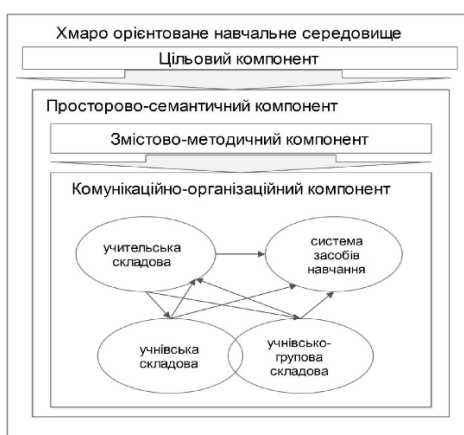 Хмаро орієнтоване навчальне середовище
Цільовий компонент
Просторово-семантичний компонент
Змістово-методичний компонент
Комунікаційно-організаційний компонент
учительська
складова
система
засобів
навчання
учнівська
складова
учнівсько-
групова
складова